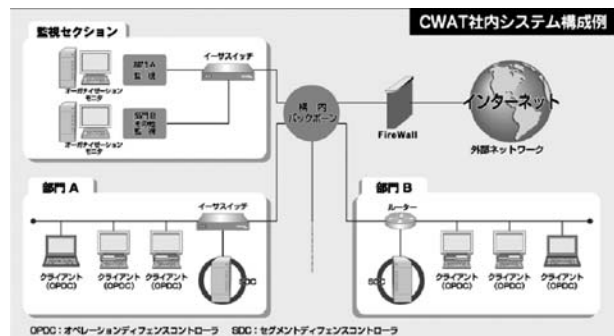 CWAT社内システム構成例
監視セクション
イーサスイッチ
部門A
監視
オーガナイゼーション
モニタ
部門B
その他
監視
オーガナイゼーション
モニタ
構内
バックボーン
FireWall
インターネット
外部ネットワーク
部門 A
イーサスイッチ
クライアント
(OPDC)
クライアント
(OPDC)
クライアント
(OPDC)
SDC
部門 B
ルーター
SDC
クライアント
(OPDC)
クライアント
(OPDC)
クライアント
(OPDC)
OPDC：オペレーションディフェンスコントローラ SDC：セグメントディフェンスコントローラ